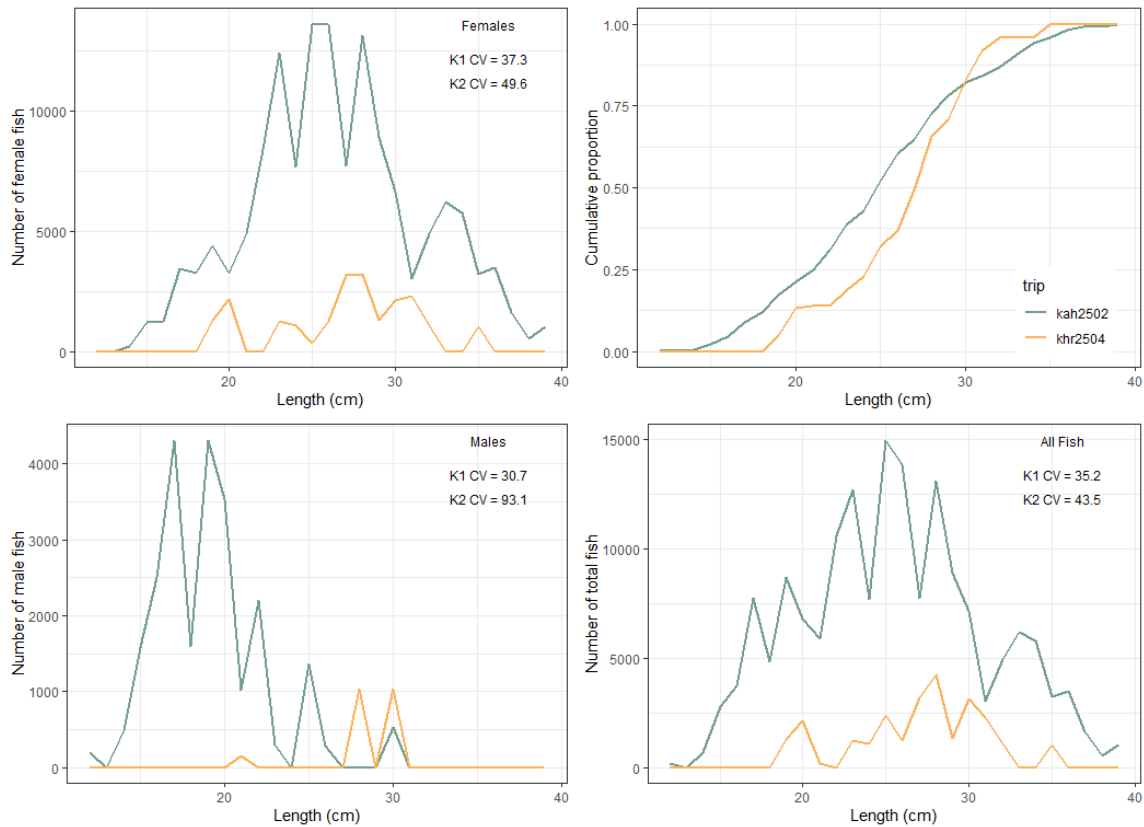 Females
K1 CV = 37.3
K2 CV = 49.6
Number of female fish
10000
5000
0
20
30
40
Length (cm)
1.00
0.75
0.50
0.25
0.00
Cumulative proportion
trip
kah2502
khr2504
20
30
40
Length (cm)
Males
K1 CV = 30.7
K2 CV = 93.1
Number of male fish
4000
3000
2000
1000
0
20
30
40
Length (cm)
All Fish
K1 CV = 35.2
K2 CV = 43.5
Number of total fish
15000
10000
5000
0
20
30
40
Length (cm)